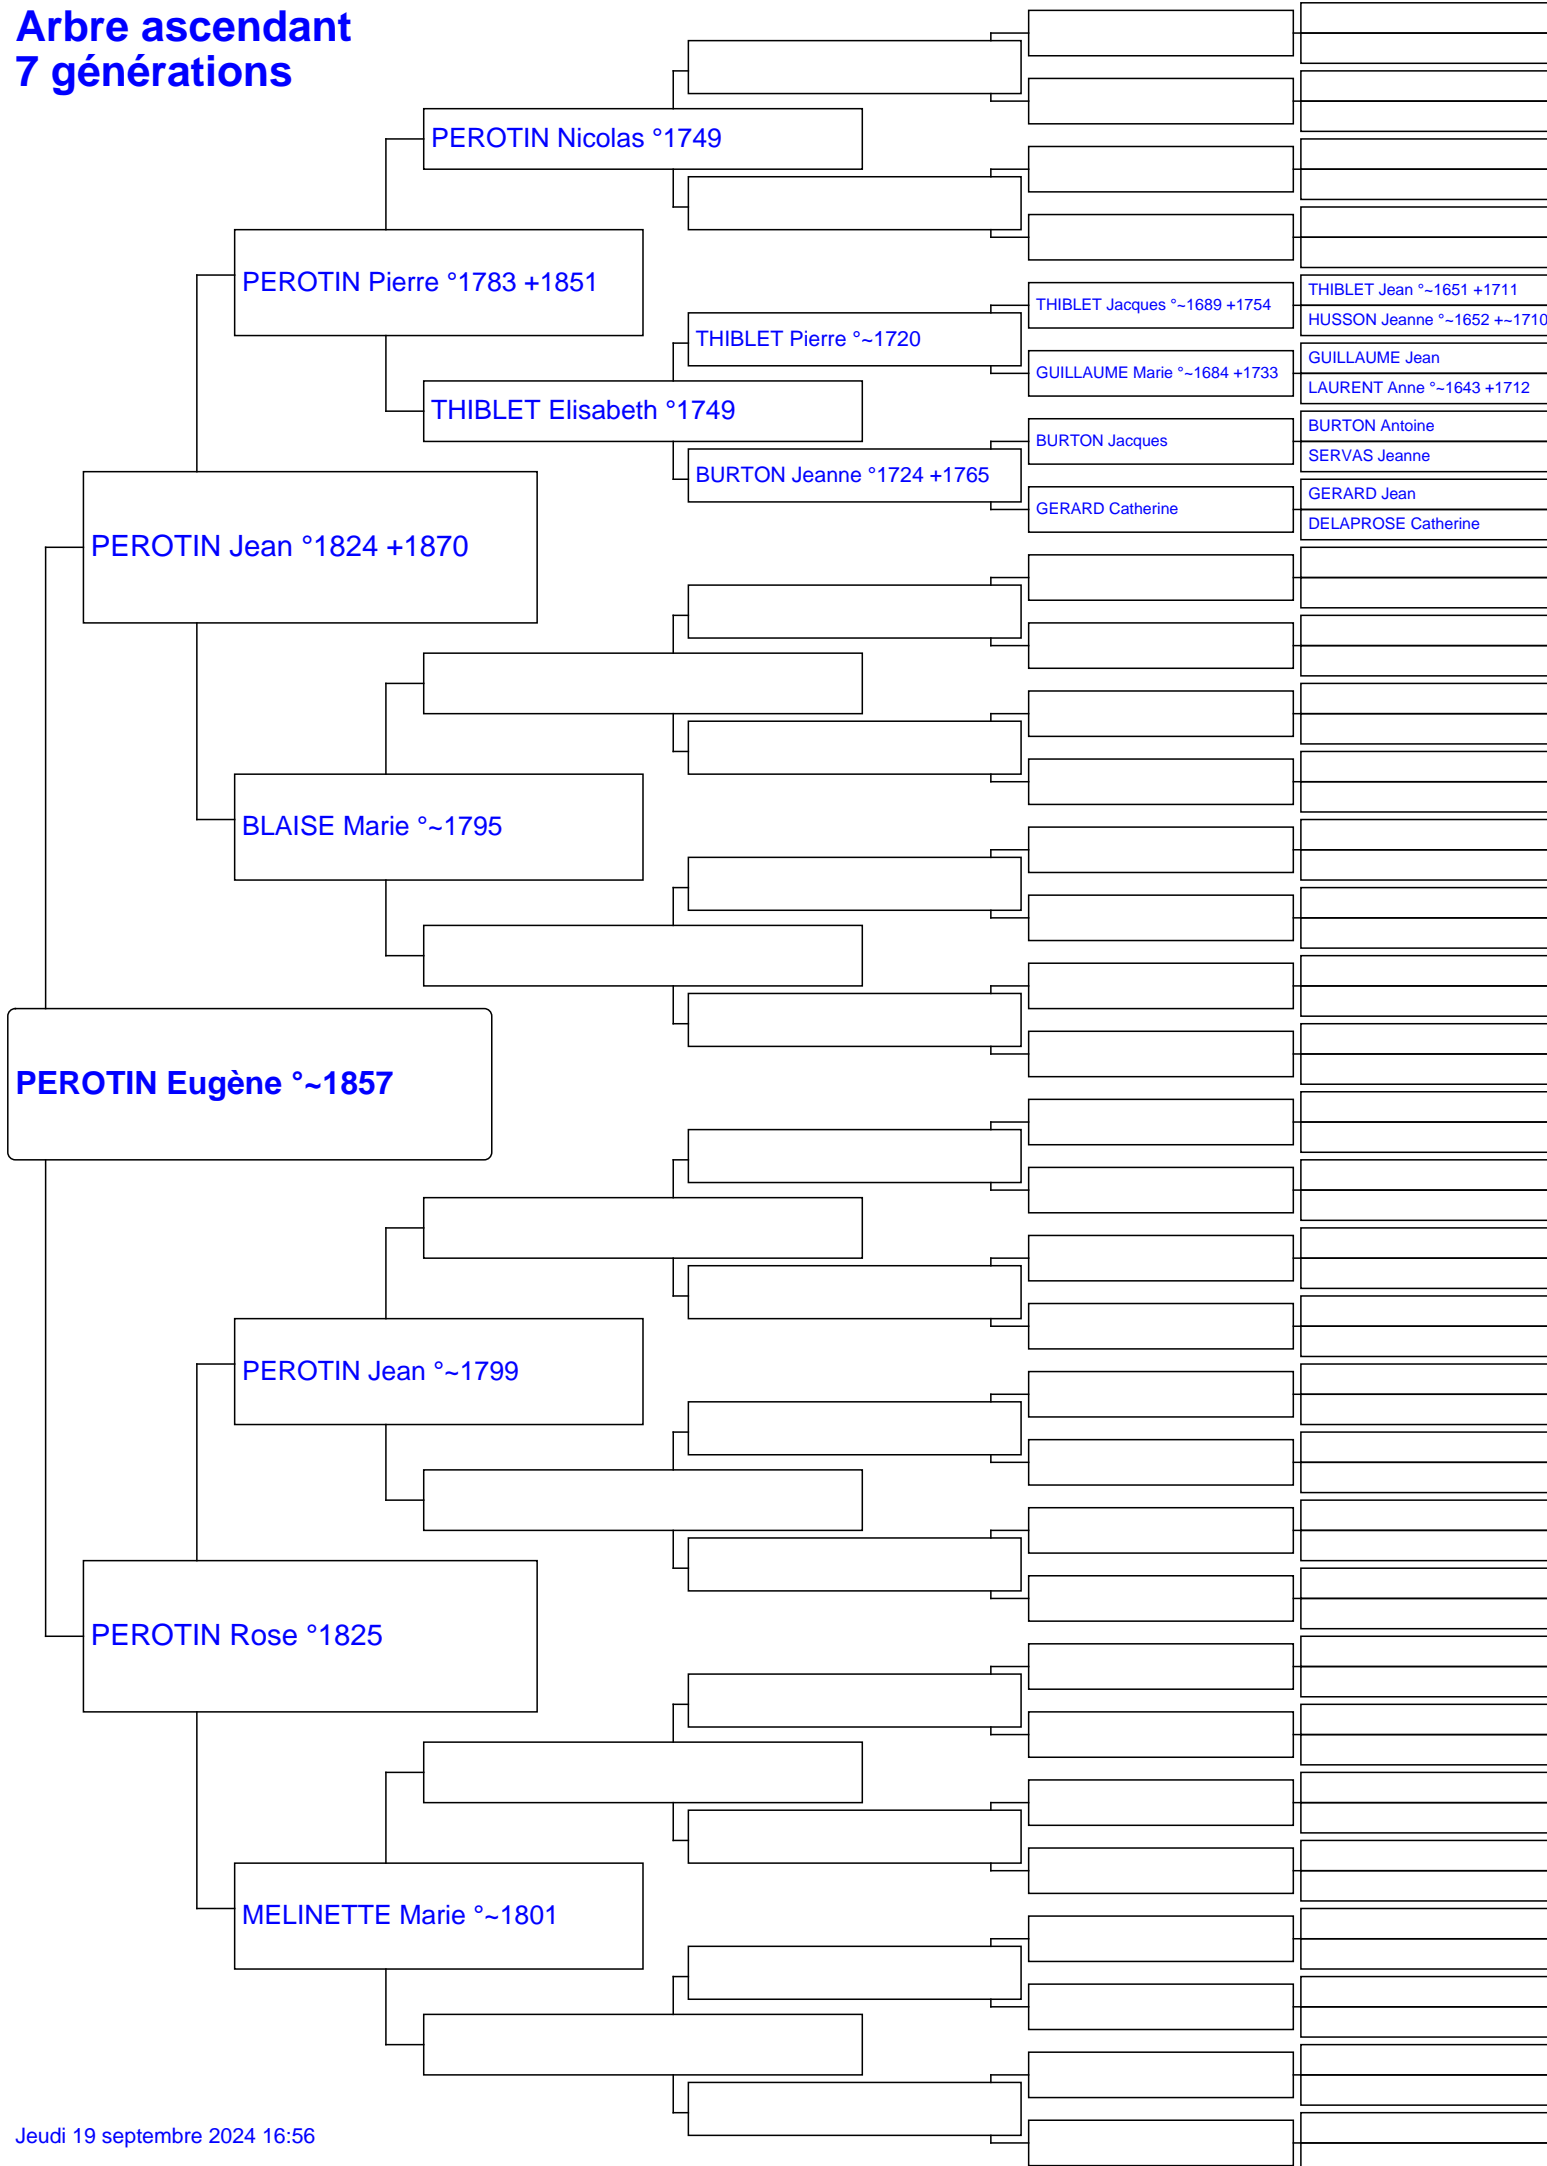 Arbre ascendant
7 générations
PEROTIN Nicolas °1749
PEROTIN Pierre °1783 +1851
THIBLET Jean °~1651 +1711
THIBLET Jacques °~1689 +1754
HUSSON Jeanne °~1652 +~1710
THIBLET Pierre °~1720
GUILLAUME Jean
GUILLAUME Marie °~1684 +1733
LAURENT Anne °~1643 +1712
THIBLET Elisabeth °1749
BURTON Antoine
BURTON Jacques
SERVAS Jeanne
BURTON Jeanne °1724 +1765
GERARD Jean
GERARD Catherine
DELAPROSE Catherine
PEROTIN Jean °1824 +1870
BLAISE Marie °~1795
PEROTIN Eugène °~1857
PEROTIN Jean °~1799
PEROTIN Rose °1825
MELINETTE Marie °~1801
Jeudi 19 septembre 2024 16:56